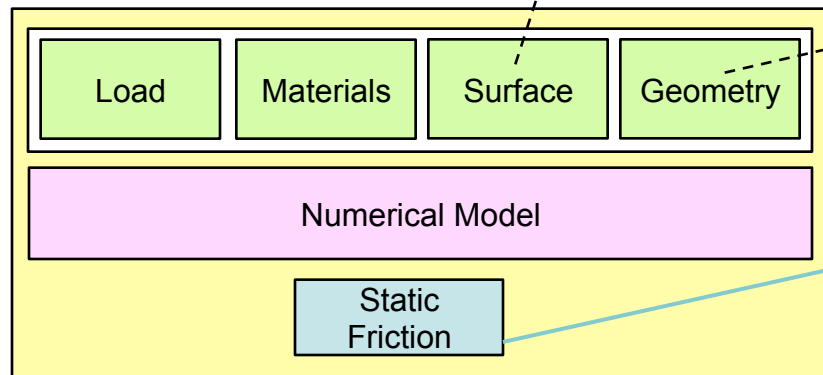 Load Materials Surface Geometry
Numerical Model
Static
Friction